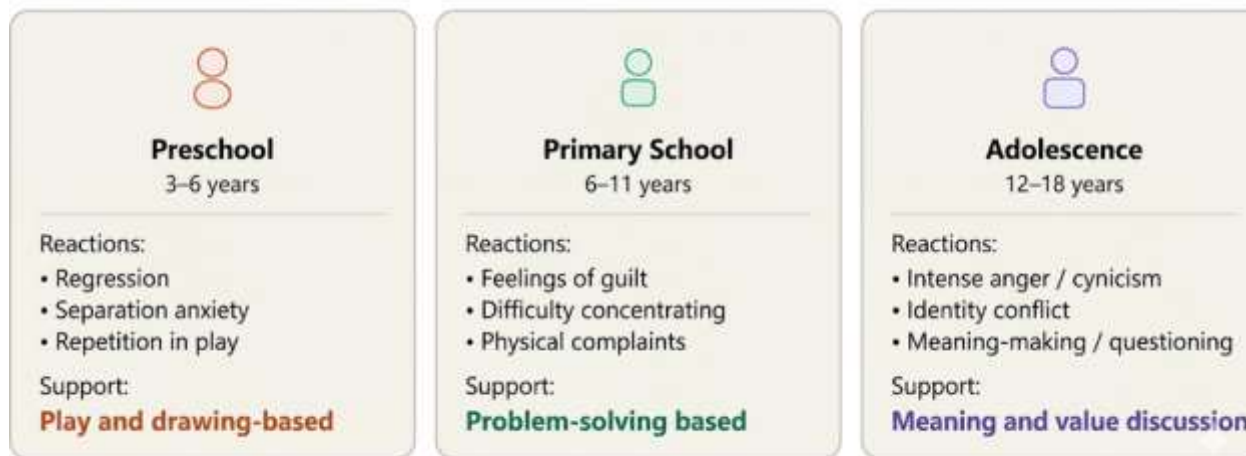 Preschool
3–6 years
Reactions:
• Regression
• Separation anxiety
• Repetition in play
Support:
Play and drawing-based
Primary School
6–11 years
Reactions:
• Feelings of guilt
• Difficulty concentrating
• Physical complaints
Support:
Problem-solving based
Adolescence
12–18 years
Reactions:
• Intense anger / cynicism
• Identity conflict
• Meaning-making / questioning
Support:
Meaning and value discussion